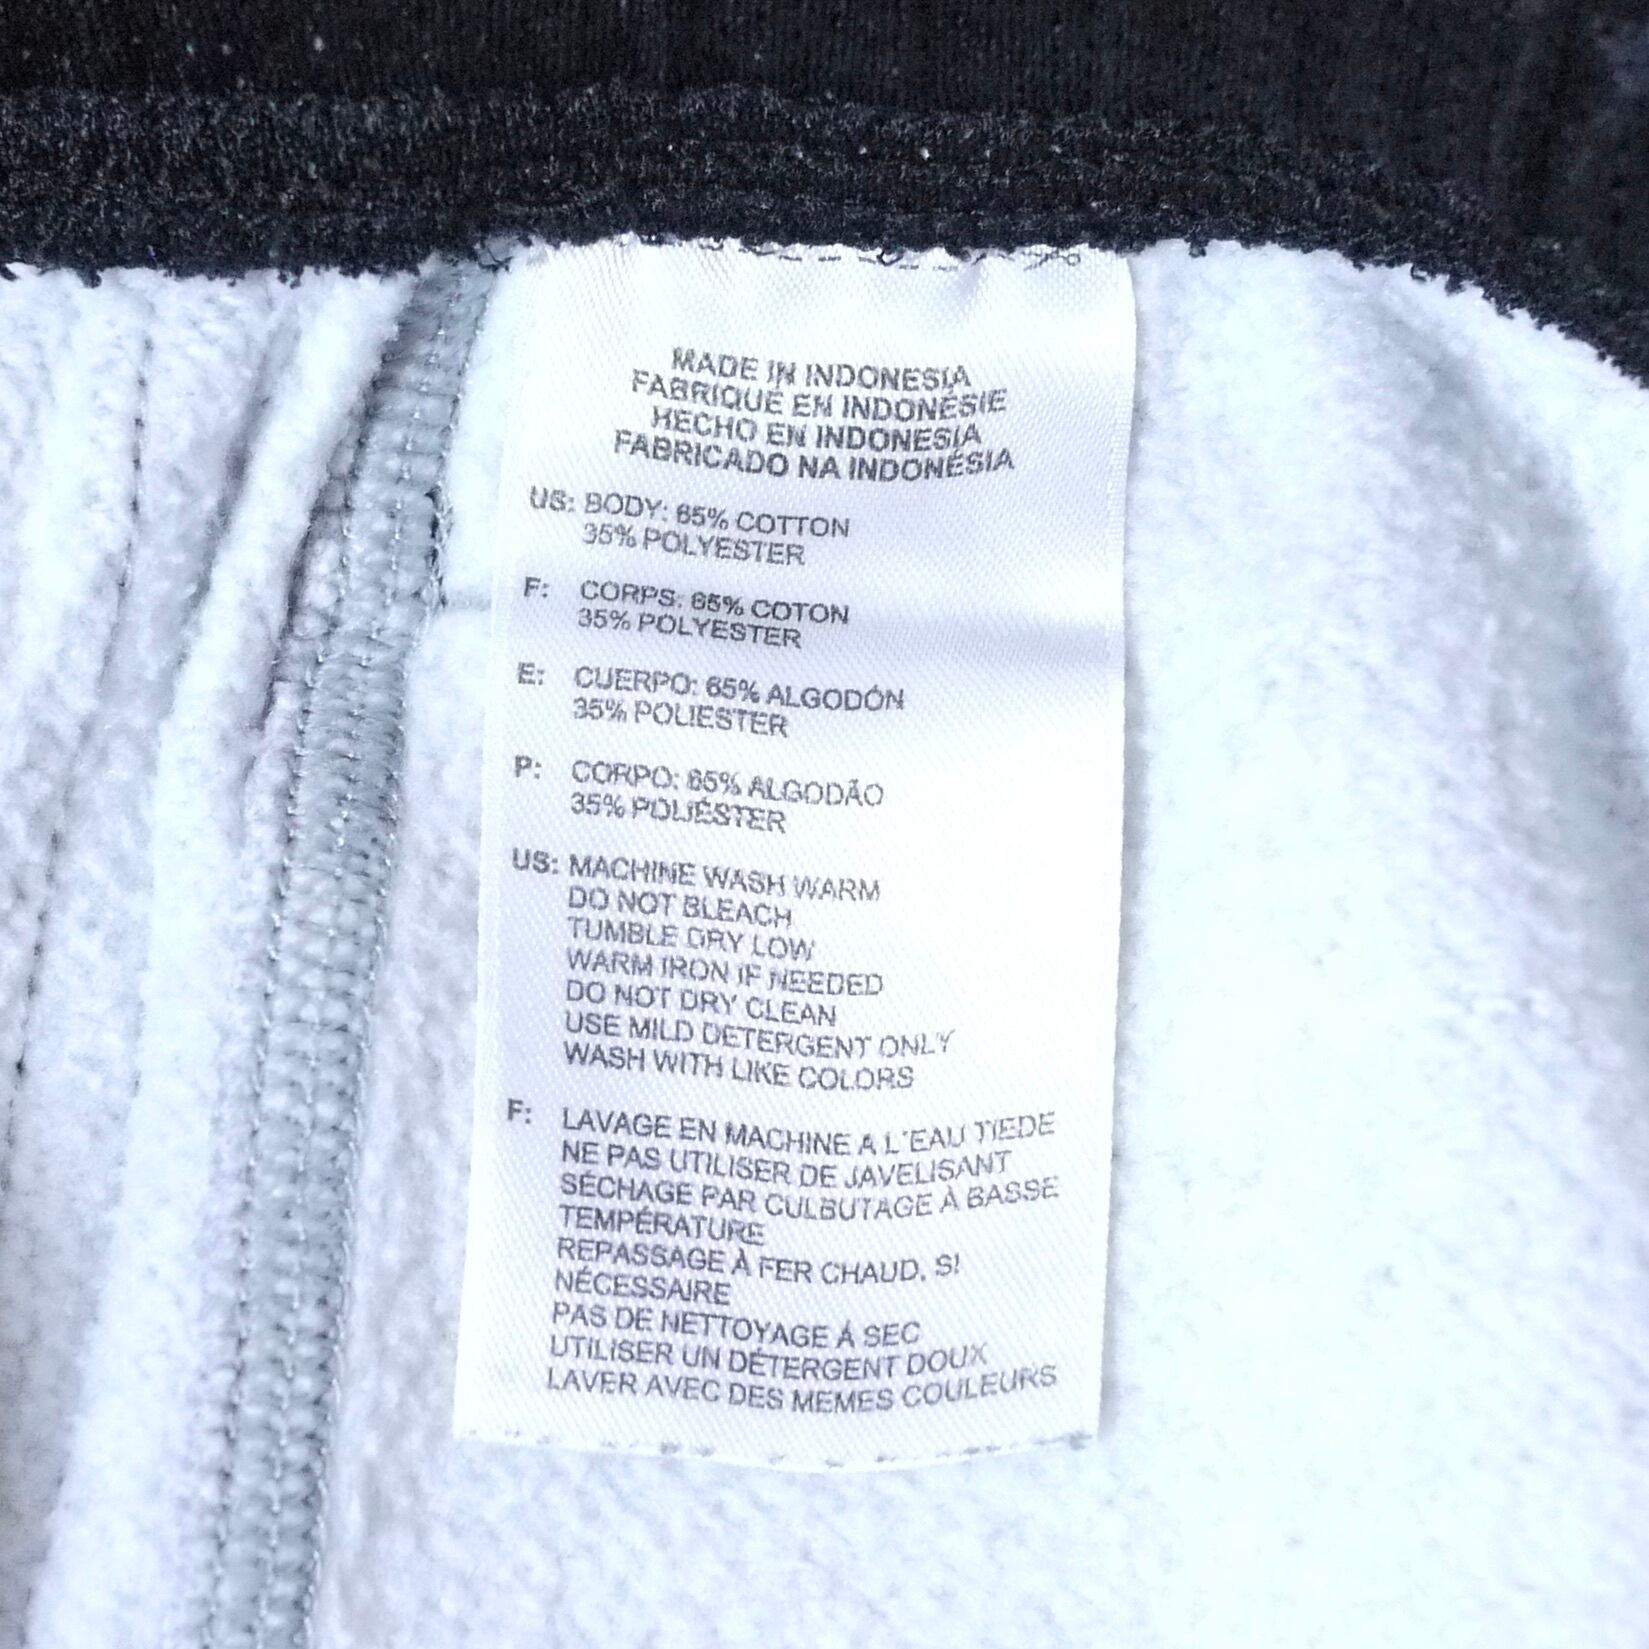 MADE IN INDONESIA
FABRIQUÉ EN INDONÉSIE
HECHO EN INDONESIA
FABRICADO NA INDONÉSIA
US: BODY: 65% COTTON
35% POLYESTER
F: CORPS: 65% COTON
35% POLYESTER
E: CUERPO: 65% ALGODÓN
35% POLIESTER
P: CORPO: 65% ALGODÃO
35% POLIÉSTER
US: MACHINE WASH WARM
DO NOT BLEACH
TUMBLE DRY LOW
WARM IRON IF NEEDED
DO NOT DRY CLEAN
USE MILD DETERGENT ONLY
WASH WITH LIKE COLORS
F: LAVAGE EN MACHINE A L'EAU TIEDE
NE PAS UTILISER DE JAVELISANT
SÉCHAGE PAR CULBUTAGE À BASSE
TEMPÉRATURE
REPASSAGE À FER CHAUD, SI
NÉCESSAIRE
PAS DE NETTOYAGE À SEC
UTILISER UN DÉTERGENT DOUX
LAVER AVEC DES MEMES COULEURS